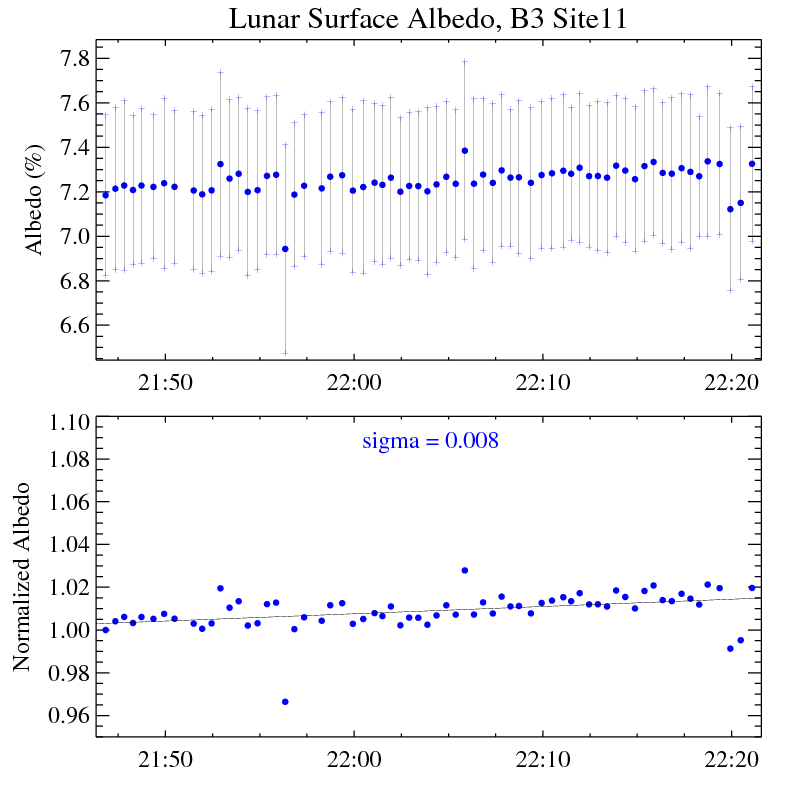 Lunar Surface Albedo, B3 Site11
7.8
7.6
7.4
7.2
7.0
6.8
6.6
Albedo (%)
21:50 22:00 22:10 22:20
1.10
sigma = 0.008
1.08
1.06
1.04
1.02
1.00
0.98
0.96
Normalized Albedo
21:50 22:00 22:10 22:20